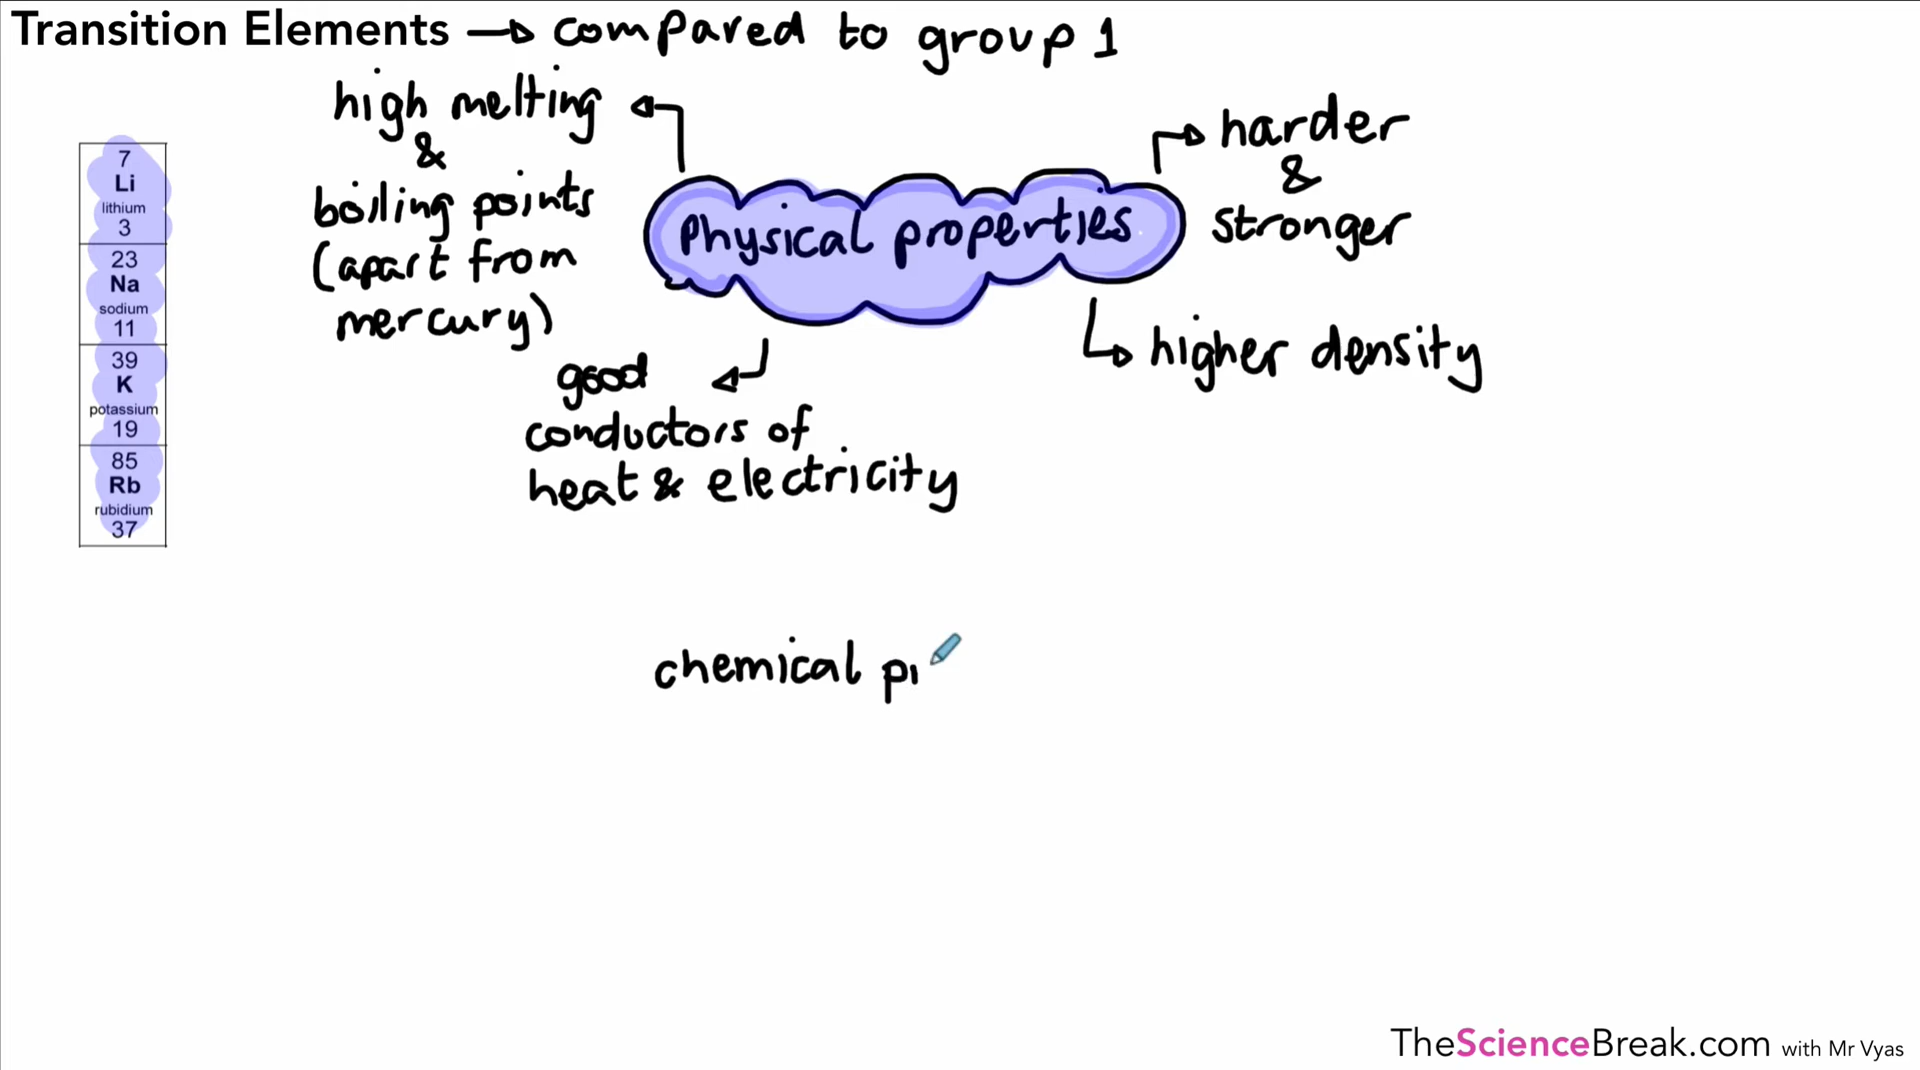 Transition Elements → compared to group 1
high melting
&
boiling points
(apart from
mercury)
Physical properties
harder
&
stronger
higher density
good
conductors of
heat & electricity
7
Li
lithium
3
23
Na
sodium
11
39
K
potassium
19
85
Rb
rubidium
37
chemical pr
TheScienceBreak.com with Mr Vyas